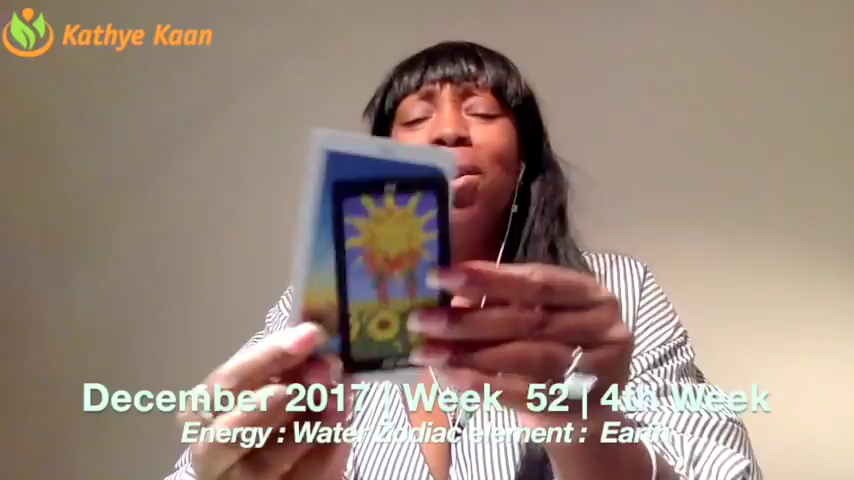 Kathye Kaan
December 2017 | Week 52 | 4th Week
Energy : Water Zodiac element : Earth